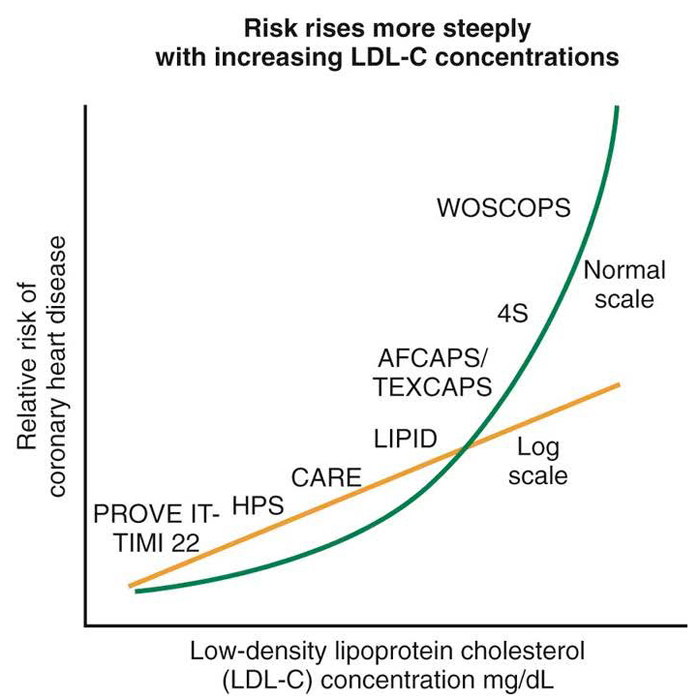 Risk rises more steeply
with increasing LDL-C concentrations
Relative risk of
coronary heart disease
WOSCOPS
Normal
scale
4S
AFCAPS/
TEXCAPS
LIPID
Log
scale
CARE
HPS
PROVE IT-
TIMI 22
Low-density lipoprotein cholesterol
(LDL-C) concentration mg/dL